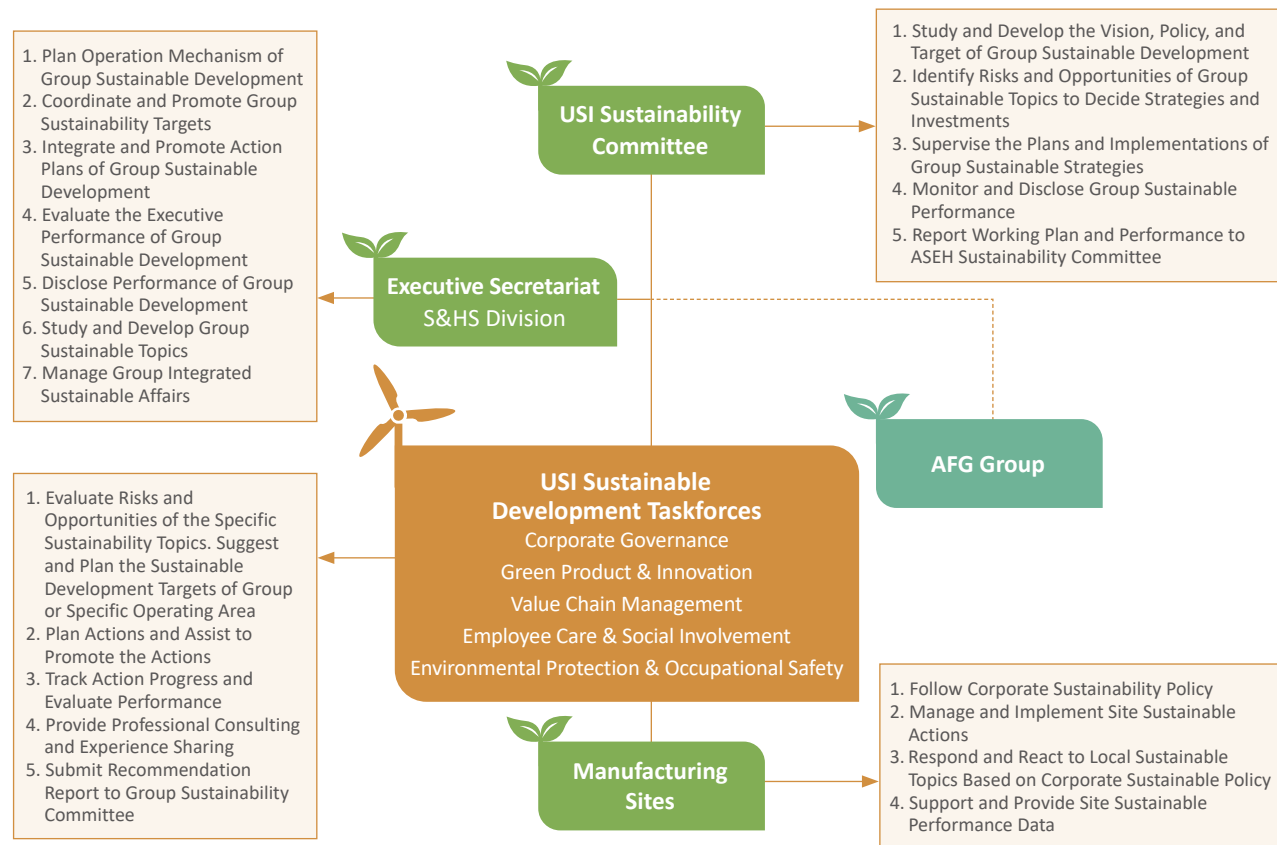 1. Plan Operation Mechanism of
Group Sustainable Development
2. Coordinate and Promote Group
Sustainability Targets
3. Integrate and Promote Action
Plans of Group Sustainable
Development
4. Evaluate the Executive
Performance of Group
Sustainable Development
5. Disclose Performance of Group
Sustainable Development
6. Study and Develop Group
Sustainable Topics
7. Manage Group Integrated
Sustainable Affairs
USI Sustainability
Committee
1. Study and Develop the Vision, Policy, and
Target of Group Sustainable Development
2. Identify Risks and Opportunities of Group
Sustainable Topics to Decide Strategies and
Investments
3. Supervise the Plans and Implementations of
Group Sustainable Strategies
4. Monitor and Disclose Group Sustainable
Performance
5. Report Working Plan and Performance to
ASEH Sustainability Committee
Executive Secretariat
S&HS Division
AFG Group
USI Sustainable
Development Taskforces
Corporate Governance
Green Product & Innovation
Value Chain Management
Employee Care & Social Involvement
Environmental Protection & Occupational Safety
1. Evaluate Risks and
Opportunities of the Specific
Sustainability Topics. Suggest
and Plan the Sustainable
Development Targets of Group
or Specific Operating Area
2. Plan Actions and Assist to
Promote the Actions
3. Track Action Progress and
Evaluate Performance
4. Provide Professional Consulting
and Experience Sharing
5. Submit Recommendation
Report to Group Sustainability
Committee
Manufacturing
Sites
1. Follow Corporate Sustainability Policy
2. Manage and Implement Site Sustainable
Actions
3. Respond and React to Local Sustainable
Topics Based on Corporate Sustainable Policy
4. Support and Provide Site Sustainable
Performance Data